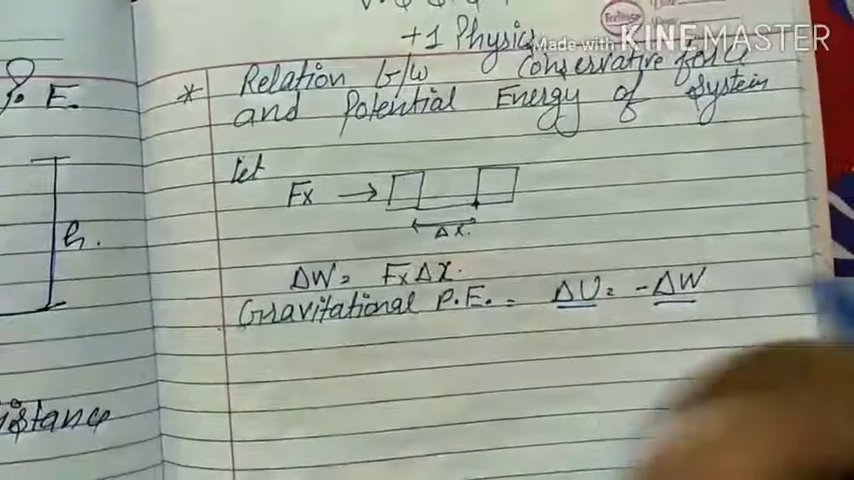 +1 Physics
Made with KINEMASTER
* Relation b/w Conservative force
and Potential Energy of System
P.E.
let
Fx →
Δx.
h.
ΔW = FxΔx.
Gravitational P.E. = ΔU = -ΔW
istance